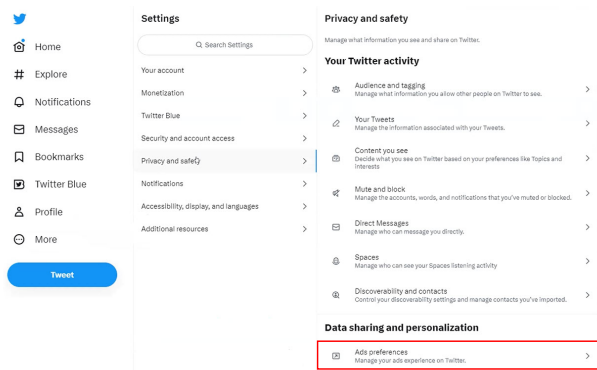 Home
Explore
Notifications
Messages
Bookmarks
Twitter Blue
Profile
More
Tweet
Settings
Search Settings
Your account
Monetization
Twitter Blue
Security and account access
Privacy and safety
Notifications
Accessibility, display, and languages
Additional resources
Privacy and safety
Manage what information you see and share on Twitter.
Your Twitter activity
Audience and tagging
Manage what information you allow other people on Twitter to see.
Your Tweets
Manage the information associated with your Tweets.
Content you see
Decide what you see on Twitter based on your preferences like Topics and
interests
Mute and block
Manage the accounts, words, and notifications that you've muted or blocked.
Direct Messages
Manage who can message you directly.
Spaces
Manage who can see your Spaces listening activity
Discoverability and contacts
Control your discoverability settings and manage contacts you've imported.
Data sharing and personalization
Ads preferences
Manage your ads experience on Twitter.